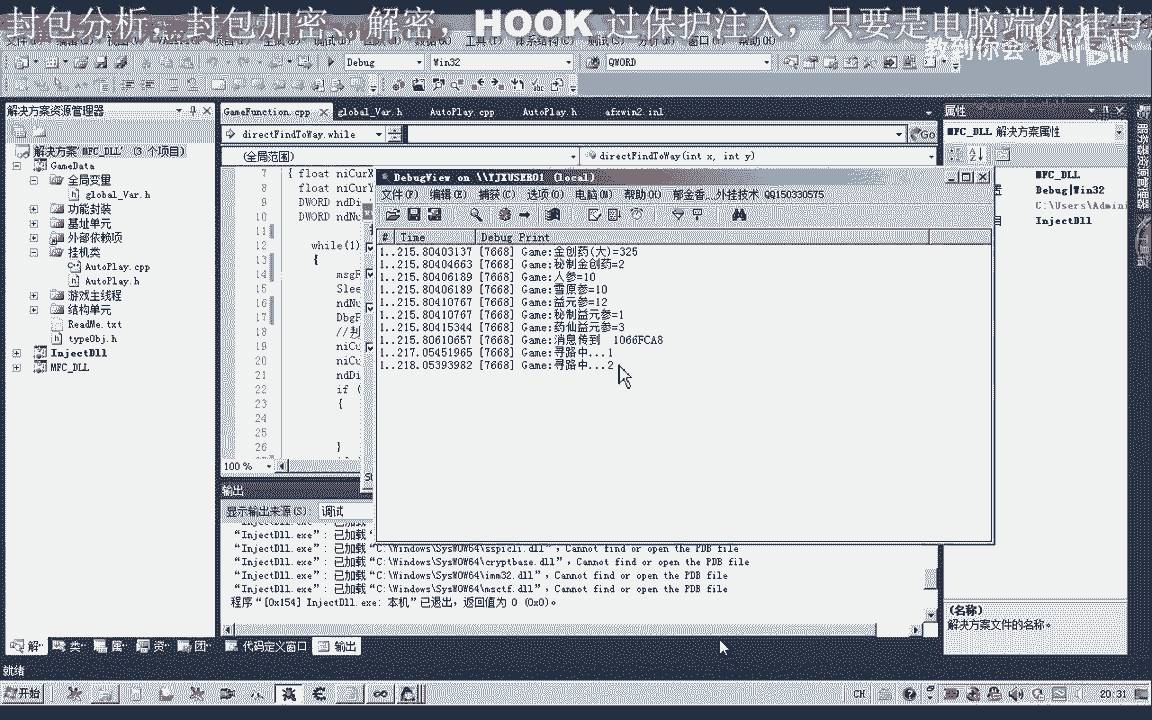 封包分析，封包加密、解密，HOOK 过保护注入，只要是电脑端外挂与
教到你会 bilibili
工具(T)
帮助(H)
Debug
Win32
QWORD
解决方案资源管理器
解决方案"MFC_DLL" (3 个项目)
GameData
全局变量
global_Var.h
功能封装
基址单元
外部依赖项
挂机类
AutoPlay.cpp
AutoPlay.h
游戏主线程
结构单元
ReadMe.txt
typeObj.h
InjectDll
MFC_DLL
GameFunction.cpp
global_Var.h
AutoPlay.cpp
AutoPlay.h
afxwin2.inl
directFindToWay.while
Go
(全局范围)
directFindToWay(int x, int y)
7 { float niCurX
8 float niCurY
9 DWORD ndDi
10 DWORD ndNu
11
12 while(1)
13 {
14 msgF
15 Slee
16 ndNu
17 DbgF
18 //判
19 niCu
20 niCu
21 ndDi
22 if (
23 {
24
25
26 }
100 %
DebugView on \\YJXUSER01 (local)
文件(F) 编辑(E) 捕获(C) 选项(O) 电脑(M) 帮助(H) 郁金香...外挂技术 QQ150330575
# Time Debug Print
1..215.80403137 [7668] Game:金创药(大)=325
1..215.80404663 [7668] Game:秘制金创药=2
1..215.80406189 [7668] Game:人参=10
1..215.80406189 [7668] Game:雪原参=10
1..215.80410767 [7668] Game:益元参=12
1..215.80410767 [7668] Game:秘制益元参=1
1..215.80415344 [7668] Game:药仙益元参=3
1..215.80610657 [7668] Game:消息传到 1066FCA8
1..217.05451965 [7668] Game:寻路中...1
1..218.05393982 [7668] Game:寻路中...2
属性
MFC_DLL 解决方案属性
MFC_DLL
Debug|Win32
C:\Users\Admin
InjectDll
(名称)
解决方案文件的名称。
输出
显示输出来源(S): 调试
"InjectDll.exe": 已加载
"InjectDll.exe": 已加载"C:\Windows\SysWOW64\sspicli.dll", Cannot find or open the PDB file
"InjectDll.exe": 已加载"C:\Windows\SysWOW64\cryptbase.dll", Cannot find or open the PDB file
"InjectDll.exe": 已加载"C:\Windows\SysWOW64\imm32.dll", Cannot find or open the PDB file
"InjectDll.exe": 已加载"C:\Windows\SysWOW64\msctf.dll", Cannot find or open the PDB file
程序"[0x154] InjectDll.exe: 本机"已退出，返回值为 0 (0x0)。
解 类 属 资 团
代码定义窗口 输出
就绪
开始
CH
20:31